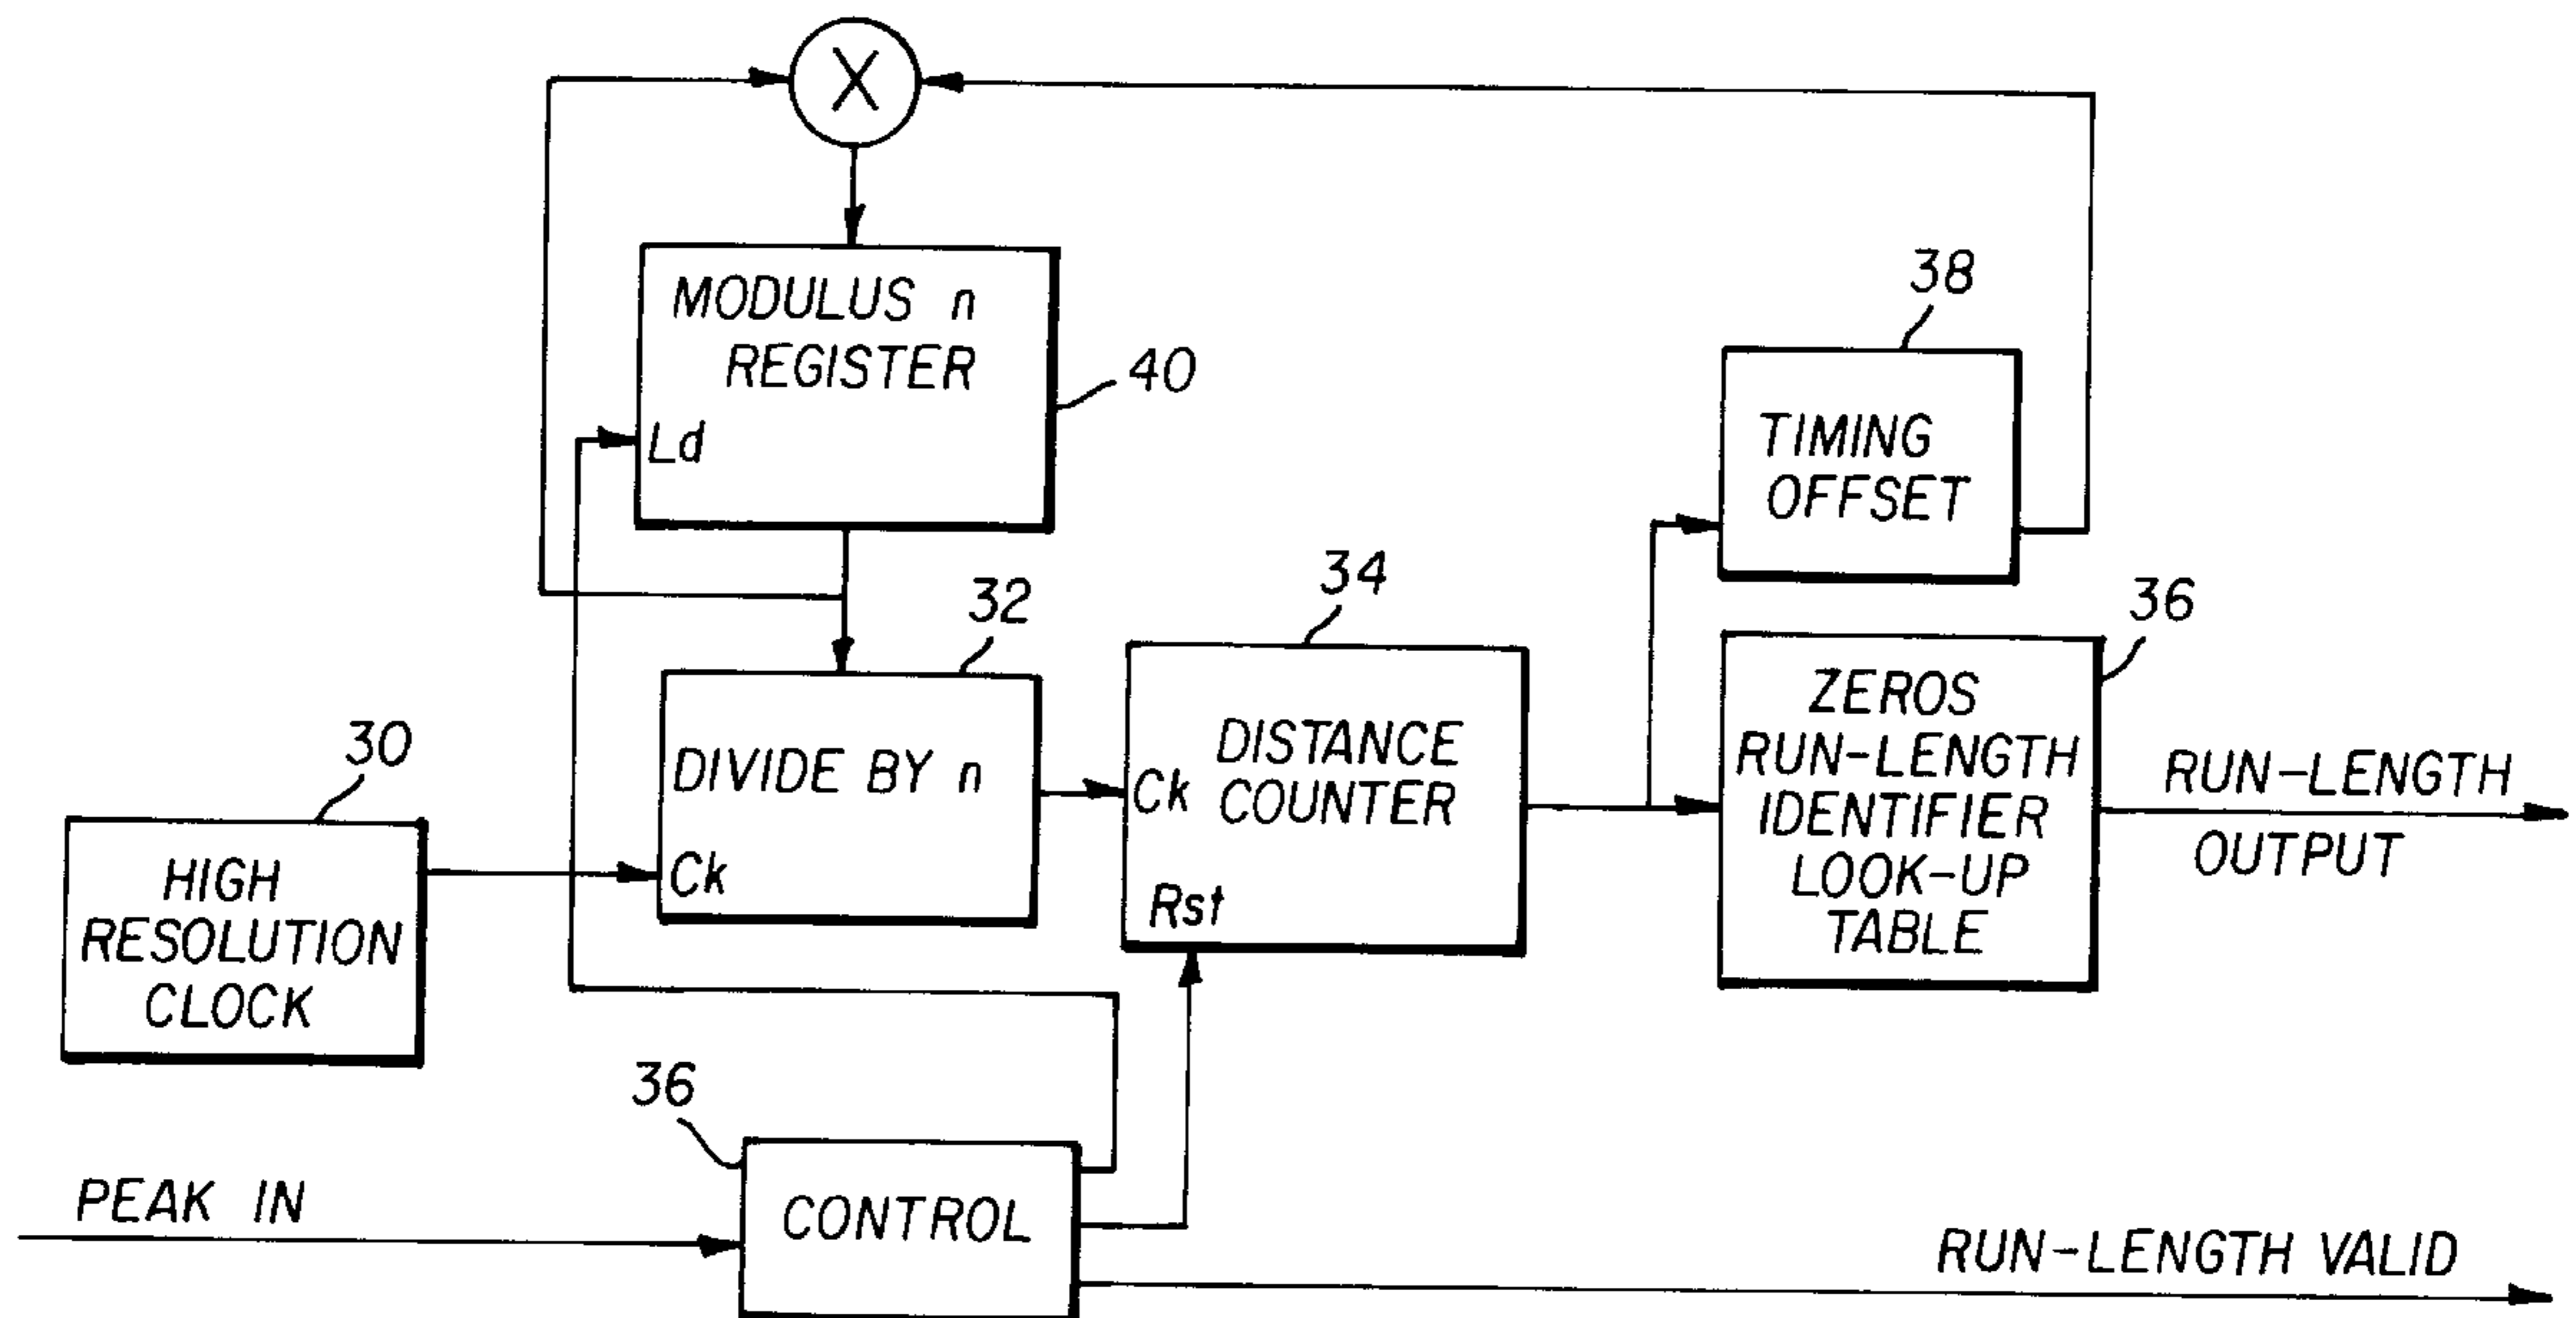 X
MODULUS n
REGISTER
Ld
40
38
TIMING
OFFSET
32
DIVIDE BY n
Ck
34
DISTANCE
COUNTER
Ck
Rst
36
ZEROS
RUN-LENGTH
IDENTIFIER
LOOK-UP
TABLE
RUN-LENGTH
OUTPUT
30
HIGH
RESOLUTION
CLOCK
36
CONTROL
PEAK IN
RUN-LENGTH VALID